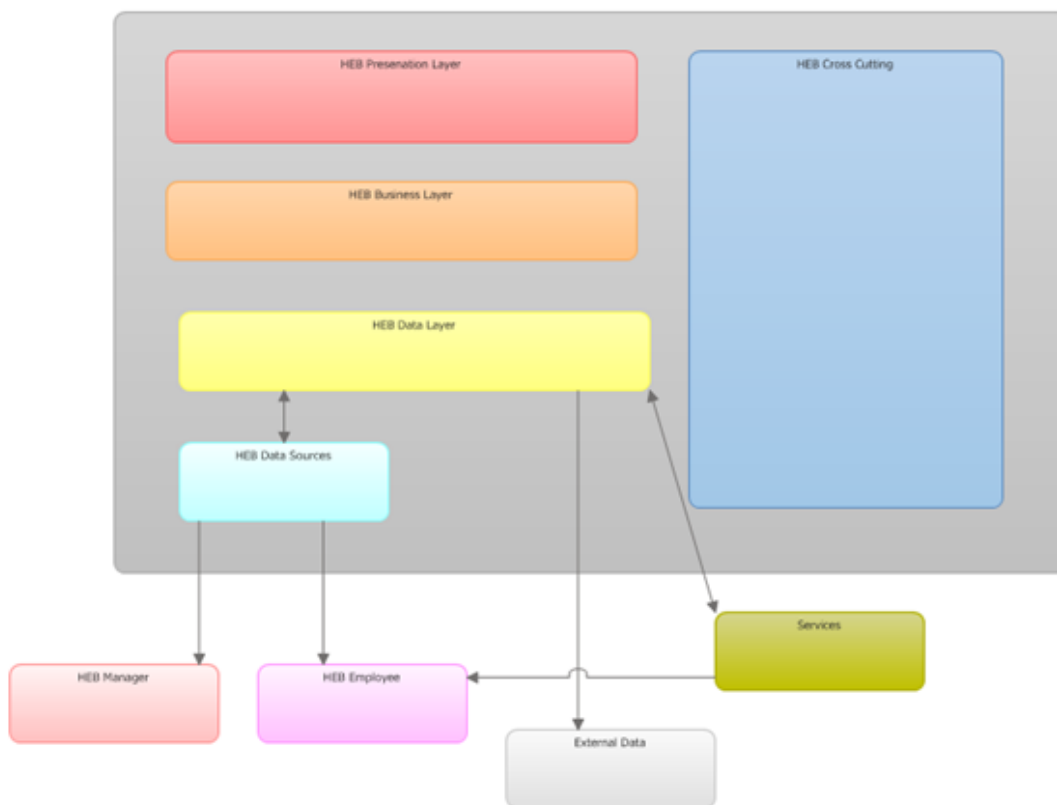 HEB Presenation Layer
HEB Cross Cutting
HEB Business Layer
HEB Data Layer
HEB Data Sources
Services
HEB Manager
HEB Employee
External Data